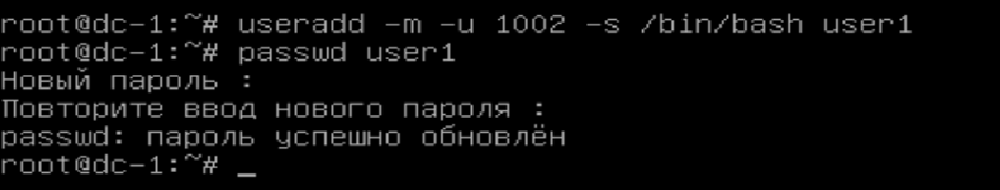 root@dc-1:~# useradd -m -u 1002 -s /bin/bash user1
root@dc-1:~# passwd user1
Новый пароль :
Повторите ввод нового пароля :
passwd: пароль успешно обновлён
root@dc-1:~# _